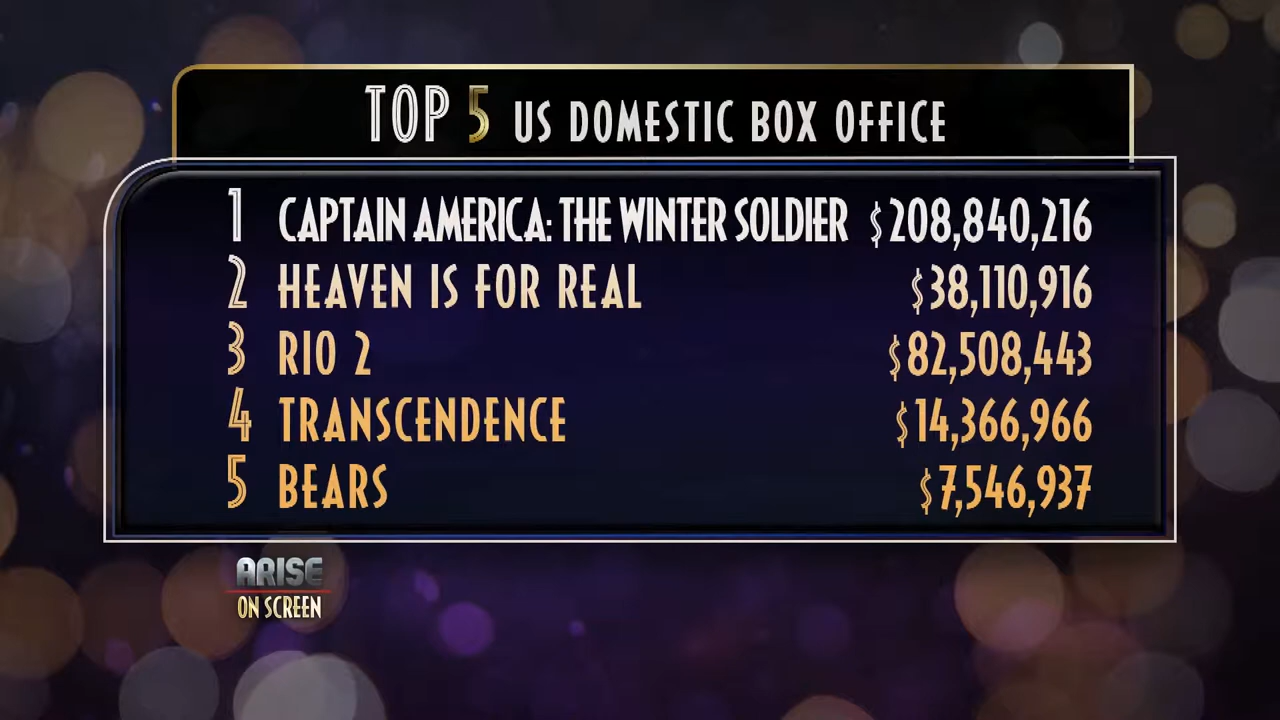 TOP 5 US DOMESTIC BOX OFFICE
1 CAPTAIN AMERICA: THE WINTER SOLDIER $208,840,216
2 HEAVEN IS FOR REAL $38,110,916
3 RIO 2 $82,508,443
4 TRANSCENDENCE $14,366,966
5 BEARS $7,546,937
ARISE
ON SCREEN